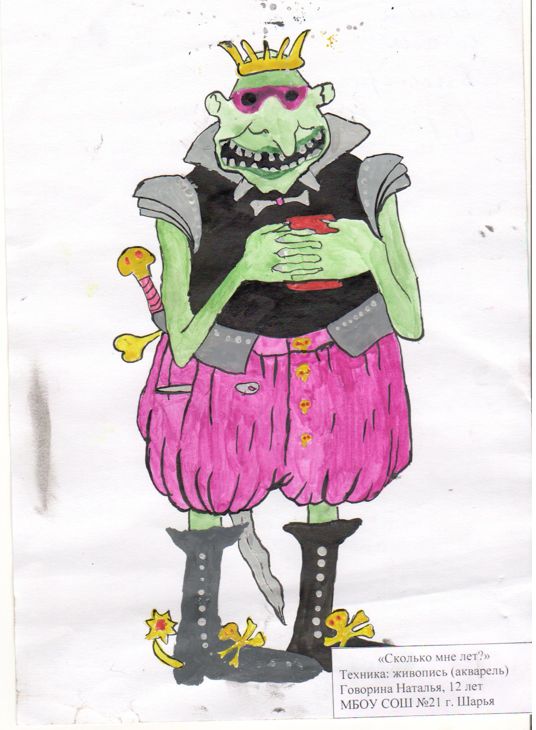 «Сколько мне лет?»
Техника: живопись (акварель)
Говорина Наталья, 12 лет
МБОУ СОШ №21 г. Шарья